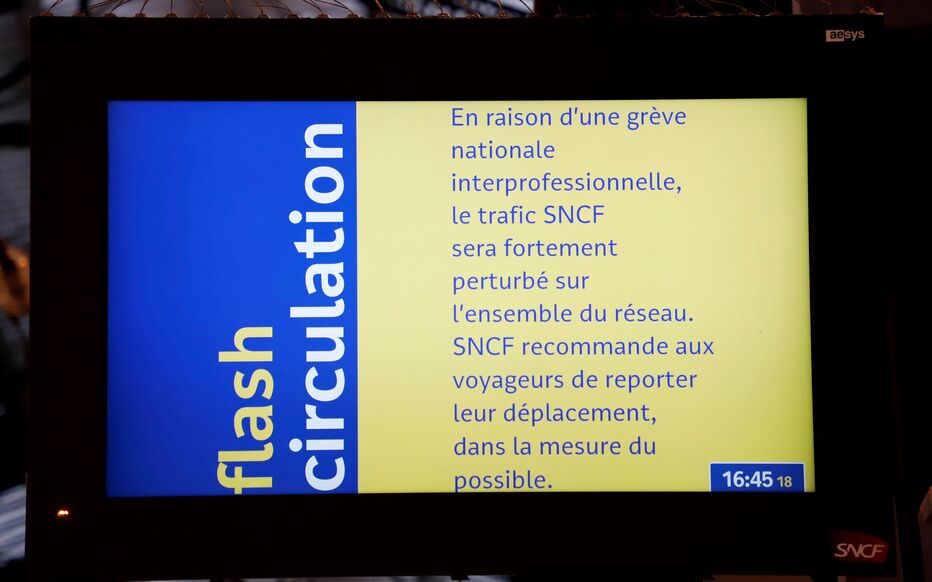 aesys
flash
circulation
En raison d'une grève
nationale
interprofessionnelle,
le trafic SNCF
sera fortement
perturbé sur
l'ensemble du réseau.
SNCF recommande aux
voyageurs de reporter
leur déplacement,
dans la mesure du
possible.
16:45 18
SNCF